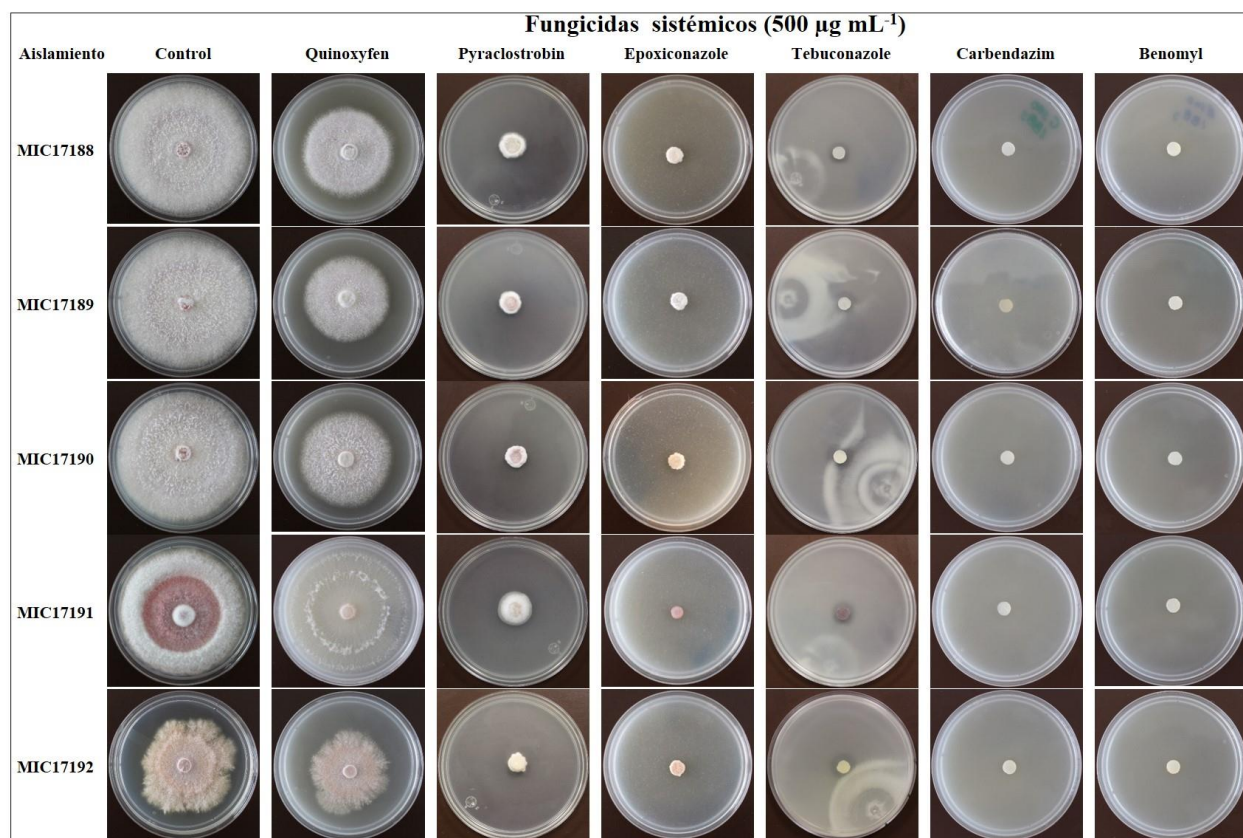 Fungicidas sistémicos (500 µg mL-1)
Aislamiento Control Quinoxyfen Pyraclostrobin Epoxiconazole Tebuconazole Carbendazim Benomyl
MIC17188
MIC17189
MIC17190
MIC17191
MIC17192